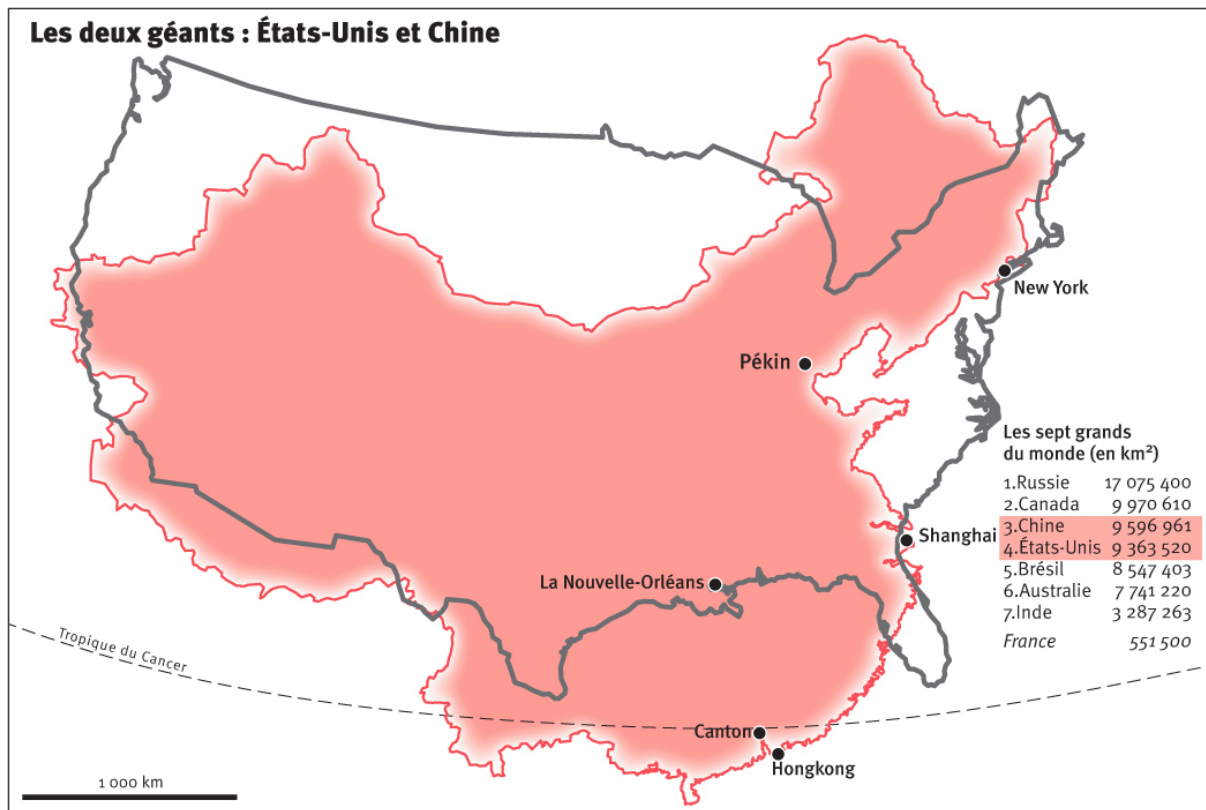 Les deux géants : États-Unis et Chine
New York
Pékin
Les sept grands
du monde (en km²)
1.Russie 17 075 400
2.Canada 9 970 610
3.Chine 9 596 961
4.États-Unis 9 363 520
5.Brésil 8 547 403
6.Australie 7 741 220
7.Inde 3 287 263
France 551 500
Shanghai
La Nouvelle-Orléans
Tropique du Cancer
Canton
Hongkong
1 000 km